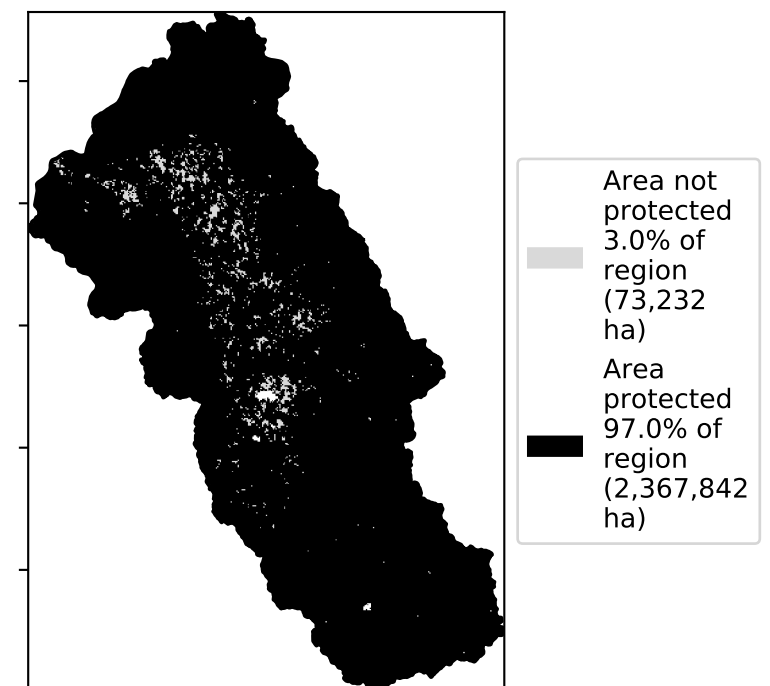 Area not
protected
3.0% of
region
(73,232
ha)
Area
protected
97.0% of
region
(2,367,842
ha)